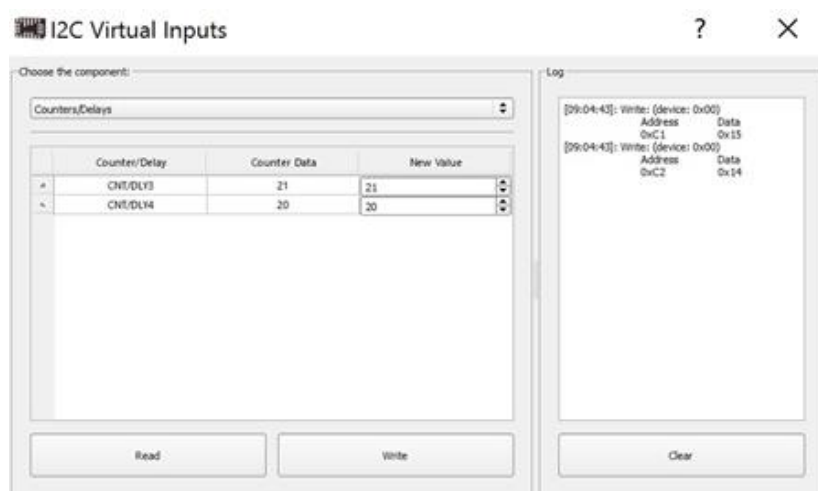 I2C Virtual Inputs ? ×
Choose the component:
Counters/Delays
Counter/Delay Counter Data New Value
CNT/DLY3 21 21
CNT/DLY4 20 20
Read Write
Log
[09:04:43]: Write: (device: 0x00)
Address Data
0xC1 0x15
[09:04:43]: Write: (device: 0x00)
Address Data
0xC2 0x14
Clear